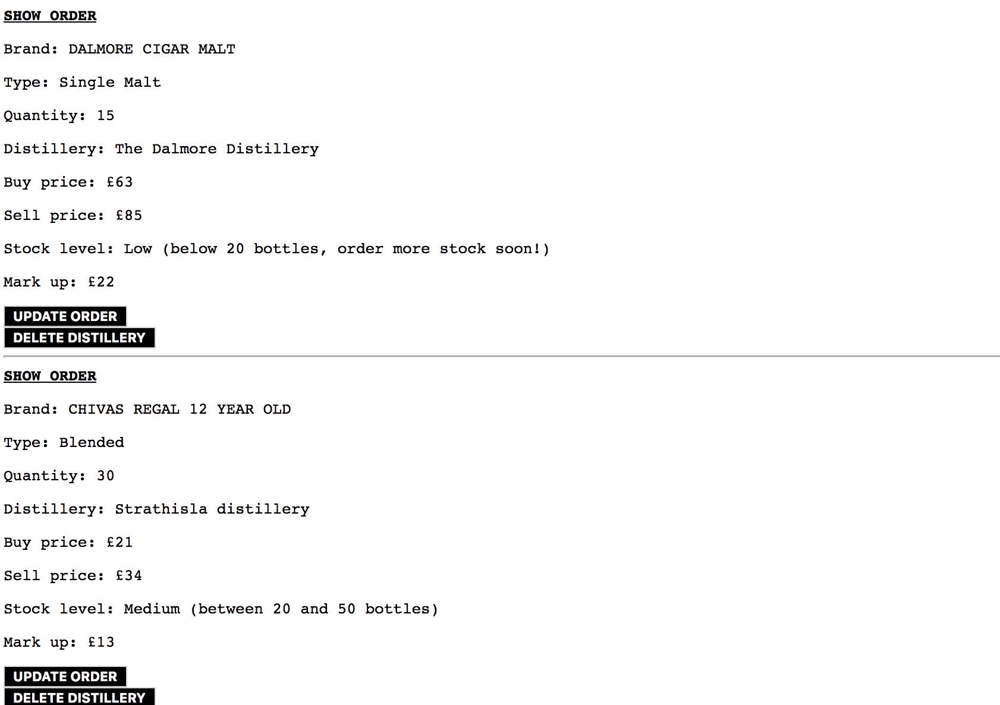 SHOW ORDER
Brand: DALMORE CIGAR MALT
Type: Single Malt
Quantity: 15
Distillery: The Dalmore Distillery
Buy price: £63
Sell price: £85
Stock level: Low (below 20 bottles, order more stock soon!)
Mark up: £22
UPDATE ORDER
DELETE DISTILLERY
SHOW ORDER
Brand: CHIVAS REGAL 12 YEAR OLD
Type: Blended
Quantity: 30
Distillery: Strathisla distillery
Buy price: £21
Sell price: £34
Stock level: Medium (between 20 and 50 bottles)
Mark up: £13
UPDATE ORDER
DELETE DISTILLERY